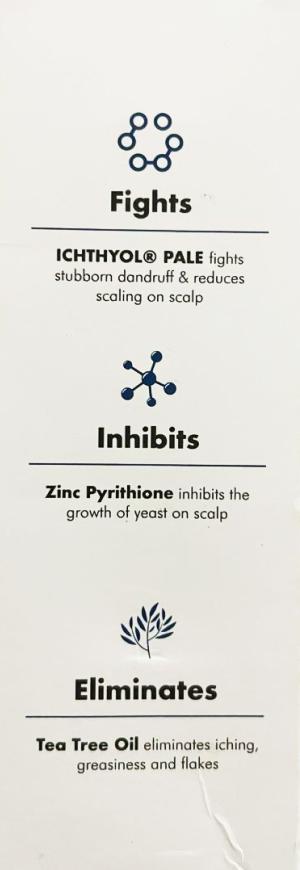 Fights
ICHTHYOL® PALE fights
stubborn dandruff & reduces
scaling on scalp
Inhibits
Zinc Pyrithione inhibits the
growth of yeast on scalp
Eliminates
Tea Tree Oil eliminates iching,
greasiness and flakes